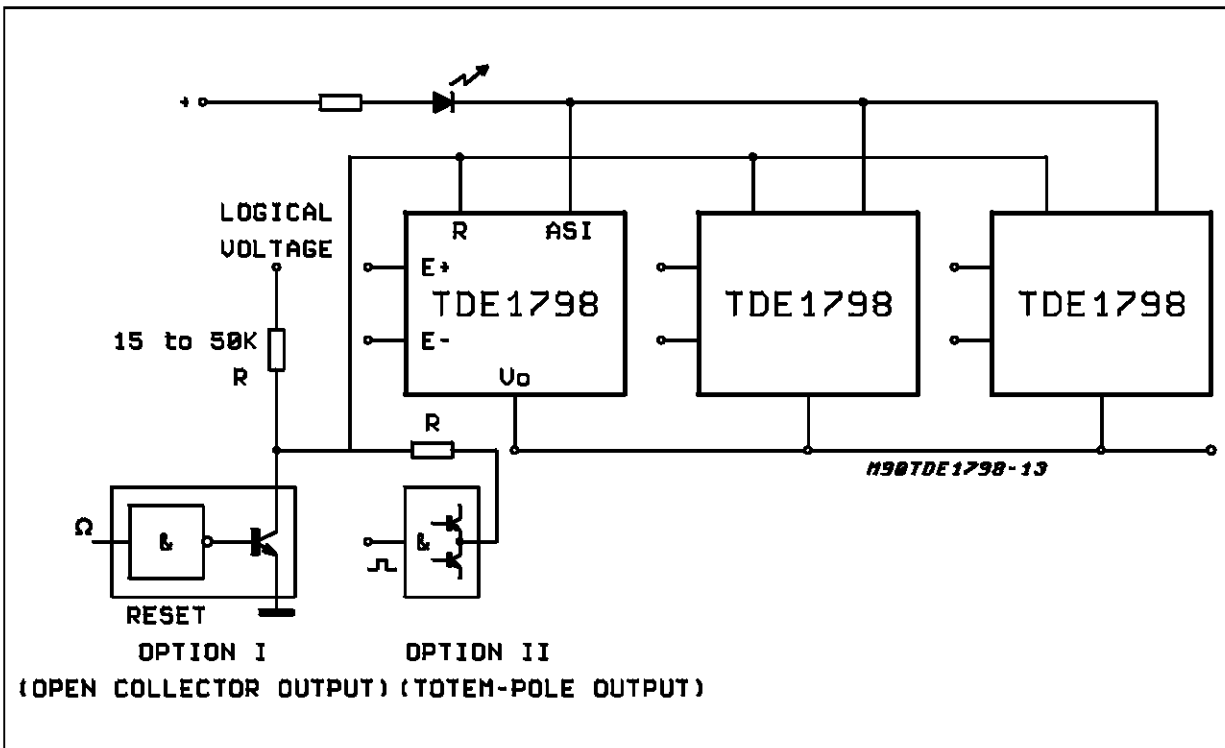 +
LOGICAL
VOLTAGE
R ASI
E+
TDE1798 TDE1798 TDE1798
15 to 50K
E-
R
Vo
R
M90TDE1798-13
Ω
& &
RESET
OPTION I OPTION II
(OPEN COLLECTOR OUTPUT) (TOTEM-POLE OUTPUT)